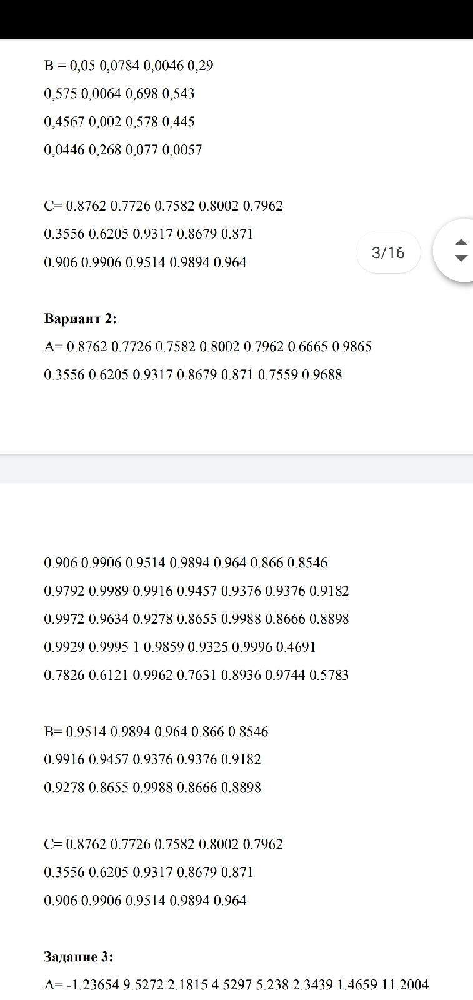 B = 0,05 0,0784 0,0046 0,29
0,575 0,0064 0,698 0,543
0,4567 0,002 0,578 0,445
0,0446 0,268 0,077 0,0057
C= 0.8762 0.7726 0.7582 0.8002 0.7962
0.3556 0.6205 0.9317 0.8679 0.871
3/16
0.906 0.9906 0.9514 0.9894 0.964
Вариант 2:
A= 0.8762 0.7726 0.7582 0.8002 0.7962 0.6665 0.9865
0.3556 0.6205 0.9317 0.8679 0.871 0.7559 0.9688
0.906 0.9906 0.9514 0.9894 0.964 0.866 0.8546
0.9792 0.9989 0.9916 0.9457 0.9376 0.9376 0.9182
0.9972 0.9634 0.9278 0.8655 0.9988 0.8666 0.8898
0.9929 0.9995 1 0.9859 0.9325 0.9996 0.4691
0.7826 0.6121 0.9962 0.7631 0.8936 0.9744 0.5783
B= 0.9514 0.9894 0.964 0.866 0.8546
0.9916 0.9457 0.9376 0.9376 0.9182
0.9278 0.8655 0.9988 0.8666 0.8898
C= 0.8762 0.7726 0.7582 0.8002 0.7962
0.3556 0.6205 0.9317 0.8679 0.871
0.906 0.9906 0.9514 0.9894 0.964
Задание 3:
A= -1.23654 9.5272 2.1815 4.5297 5.238 2.3439 1.4659 11.2004